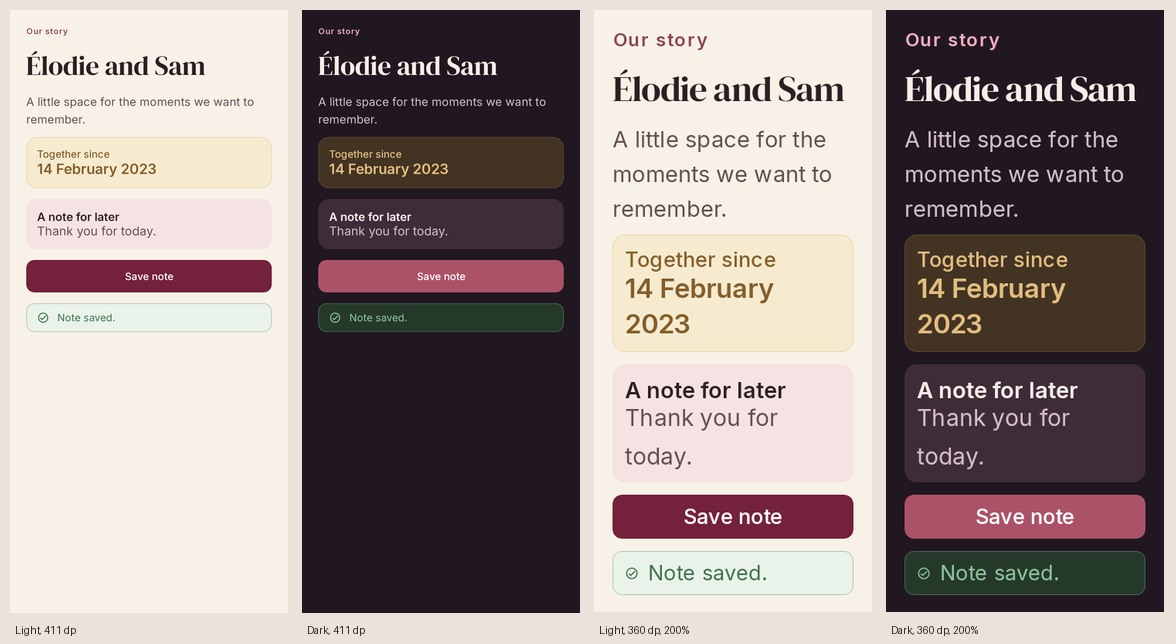 Our story
Élodie and Sam
A little space for the moments we want to
remember.
Together since
14 February 2023
A note for later
Thank you for today.
Save note
Note saved.
Light, 411 dp
Our story
Élodie and Sam
A little space for the moments we want to
remember.
Together since
14 February 2023
A note for later
Thank you for today.
Save note
Note saved.
Dark, 411 dp
Our story
Élodie and Sam
A little space for the
moments we want to
remember.
Together since
14 February
2023
A note for later
Thank you for
today.
Save note
Note saved.
Light, 360 dp, 200%
Our story
Élodie and Sam
A little space for the
moments we want to
remember.
Together since
14 February
2023
A note for later
Thank you for
today.
Save note
Note saved.
Dark, 360 dp, 200%